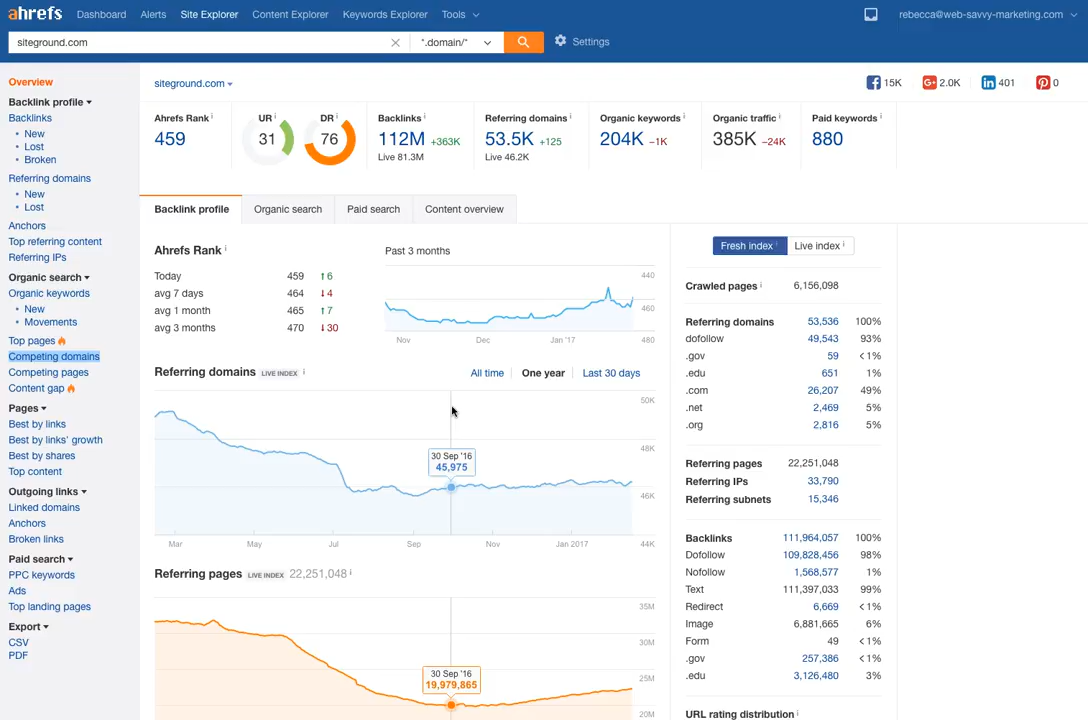 ahrefs Dashboard Alerts Site Explorer Content Explorer Keywords Explorer Tools rebecca@web-savvy-marketing.com
siteground.com *.domain/* Settings
Overview
Backlink profile
Backlinks
• New
• Lost
• Broken
Referring domains
• New
• Lost
Anchors
Top referring content
Referring IPs
Organic search
Organic keywords
• New
• Movements
Top pages
Competing domains
Competing pages
Content gap
Pages
Best by links
Best by links' growth
Best by shares
Top content
Outgoing links
Linked domains
Anchors
Broken links
Paid search
PPC keywords
Ads
Top landing pages
Export
CSV
PDF
siteground.com 15K 2.0K 401 0
Ahrefs Rank i
459
UR i
31
DR i
76
Backlinks i
112M +363K
Live 81.3M
Referring domains i
53.5K +125
Live 46.2K
Organic keywords i
204K −1K
Organic traffic i
385K −24K
Paid keywords i
880
Backlink profile Organic search Paid search Content overview
Ahrefs Rank i
Today 459 ↑6
avg 7 days 464 ↓4
avg 1 month 465 ↑7
avg 3 months 470 ↓30
Past 3 months
440
460
480
Nov Dec Jan '17
Referring domains LIVE INDEX i All time One year Last 30 days
50K
48K
46K
44K
30 Sep '16
45,975
Mar May Jul Sep Nov Jan 2017
Referring pages LIVE INDEX 22,251,048 i
35M
30M
25M
20M
30 Sep '16
19,979,865
Fresh index i Live index i
Crawled pages i 6,156,098
Referring domains 53,536 100%
dofollow 49,543 93%
.gov 59 <1%
.edu 651 1%
.com 26,207 49%
.net 2,469 5%
.org 2,816 5%
Referring pages 22,251,048
Referring IPs 33,790
Referring subnets 15,346
Backlinks 111,964,057 100%
Dofollow 109,828,456 98%
Nofollow 1,568,577 1%
Text 111,397,033 99%
Redirect 6,669 <1%
Image 6,881,665 6%
Form 49 <1%
.gov 257,386 <1%
.edu 3,126,480 3%
URL rating distribution i